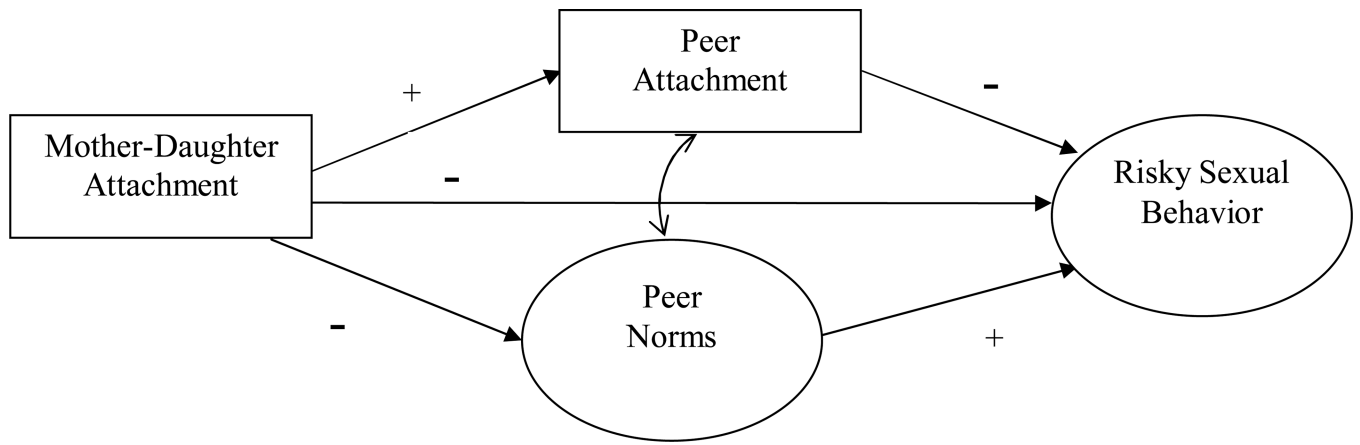 Peer
Attachment
+
-
Mother-Daughter
Attachment
-
Risky Sexual
Behavior
Peer
Norms
-
+